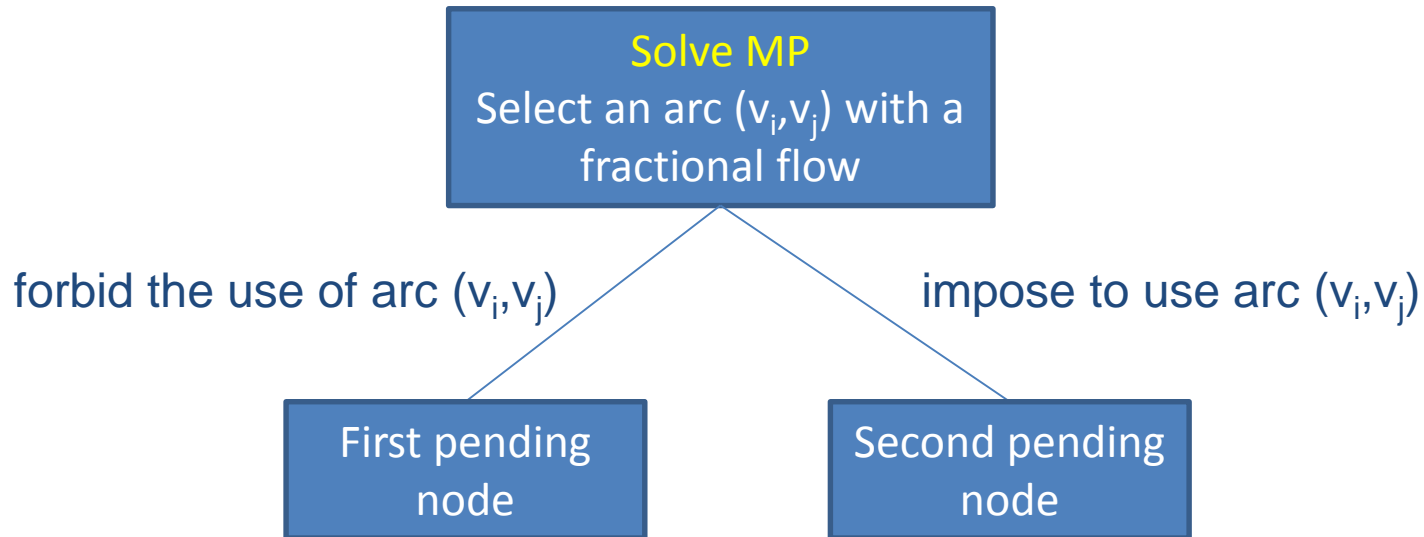 Solve MP
Select an arc (vi,vj) with a
fractional flow
forbid the use of arc (vi,vj)
impose to use arc (vi,vj)
First pending
node
Second pending
node